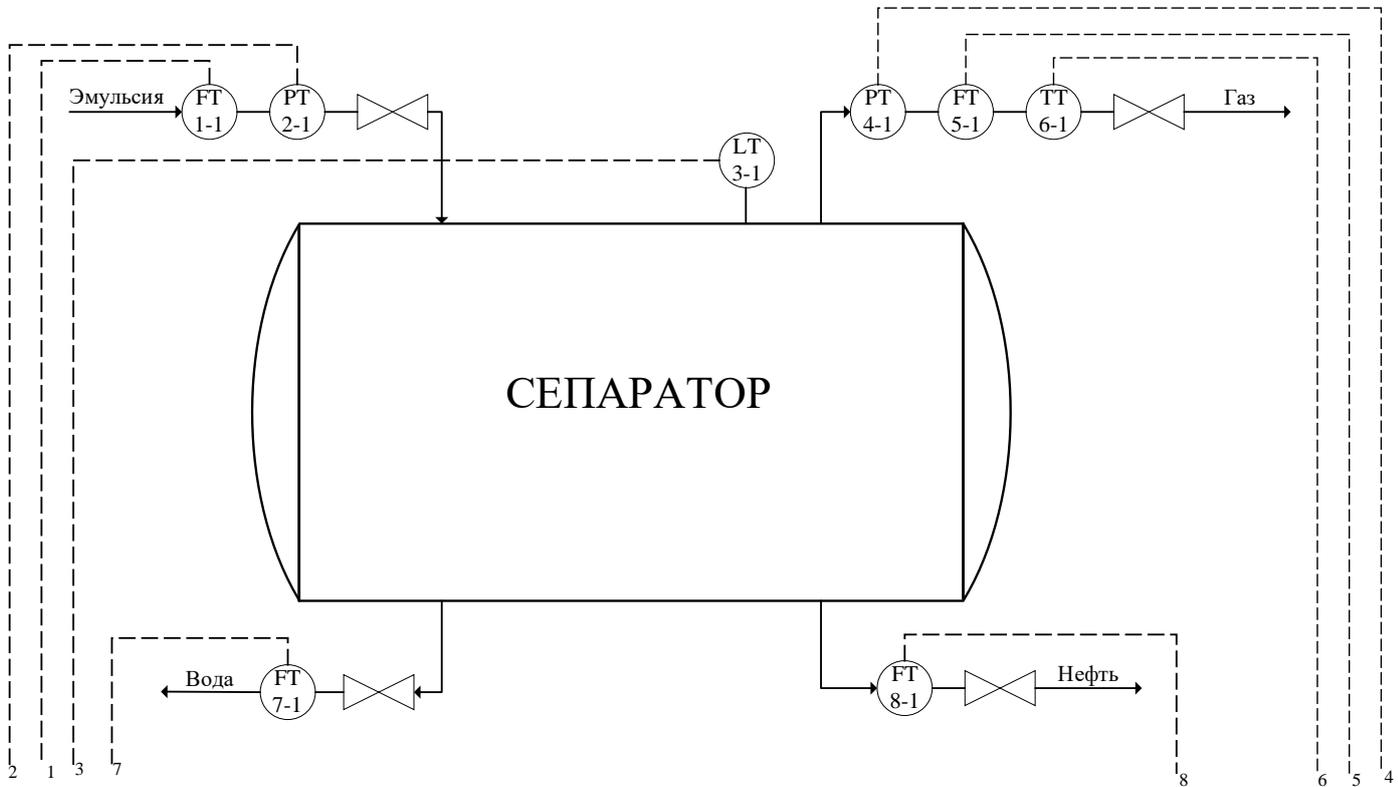 Эмульсия
FT
1-1
PT
2-1
PT
4-1
FT
5-1
TT
6-1
Газ
LT
3-1
СЕПАРАТОР
Вода
FT
7-1
FT
8-1
Нефть
2
1
3
7
8
6
5
4